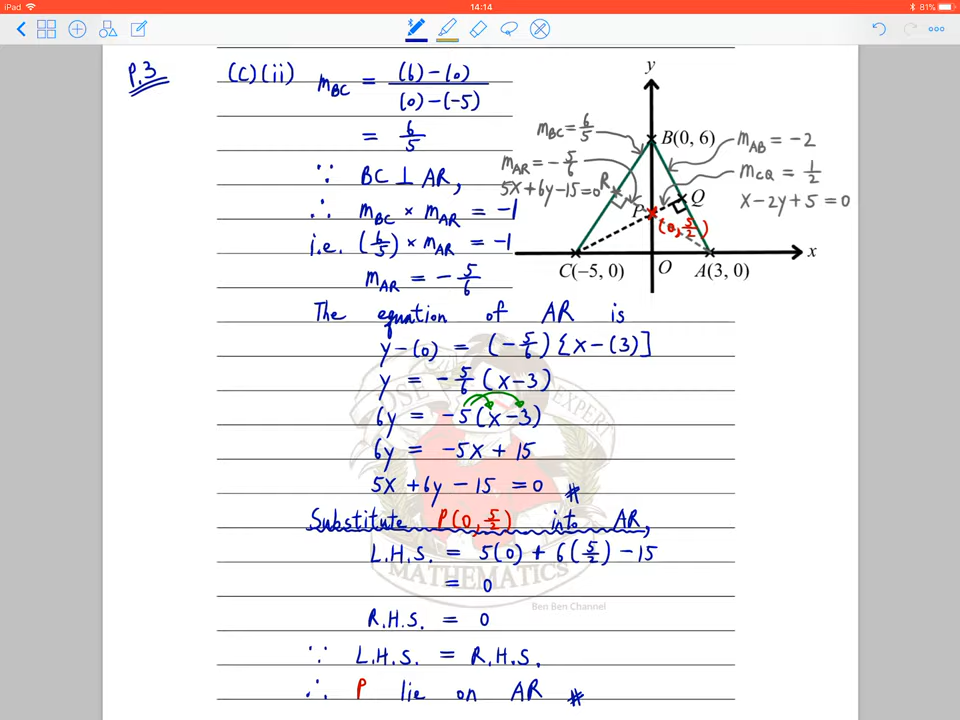 iPad
14:14
81%
P.3
(c)(ii) m_BC = (6)-(0) / (0)-(-5)
= 6/5
∵ BC ⊥ AR,
∴ m_BC × m_AR = -1
i.e. (6/5) × m_AR = -1
m_AR = - 5/6
The equation of AR is
y-(0) = (-5/6) {x-(3)]
y = - 5/6 (x-3)
6y = -5(x-3)
6y = -5x + 15
5x + 6y - 15 = 0 #
Substitute P(0, 5/2) into AR,
L.H.S. = 5(0) + 6(5/2) - 15
= 0
R.H.S. = 0
∵ L.H.S. = R.H.S.
∴ P lie on AR #
y
B(0, 6)
m_BC = 6/5
m_AB = -2
m_AR = - 5/6
m_CQ = 1/2
5x+6y-15=0
R
Q
x-2y+5=0
P
(0, 5/2)
x
C(−5, 0)
O
A(3, 0)
EXPERT
MATHEMATICS
Ben Ben Channel